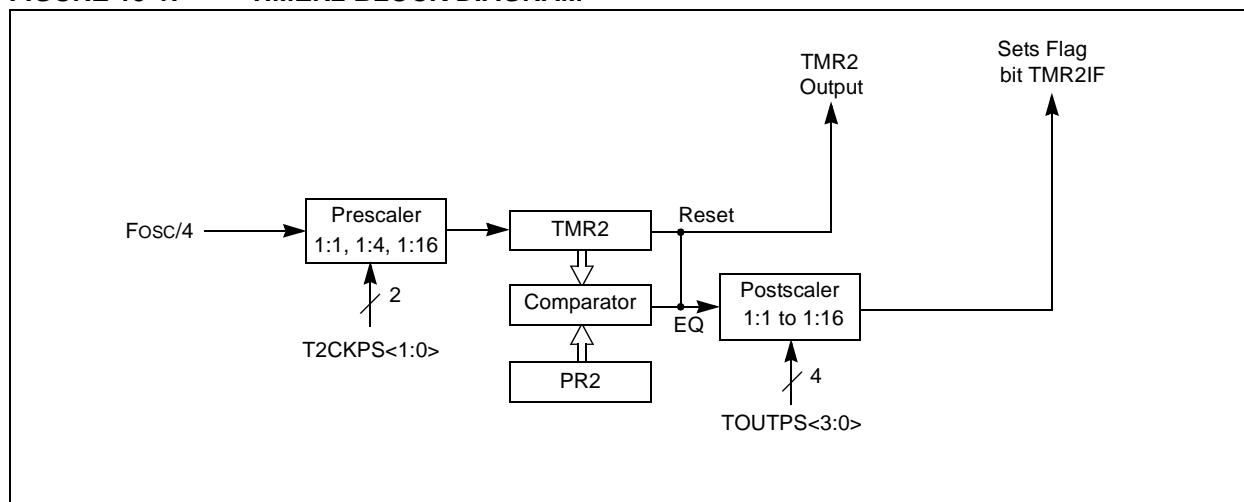 TMR2
Output
Sets Flag
bit TMR2IF
FOSC/4
Prescaler
1:1, 1:4, 1:16
2
T2CKPS<1:0>
TMR2
Reset
Comparator
EQ
PR2
Postscaler
1:1 to 1:16
4
TOUTPS<3:0>